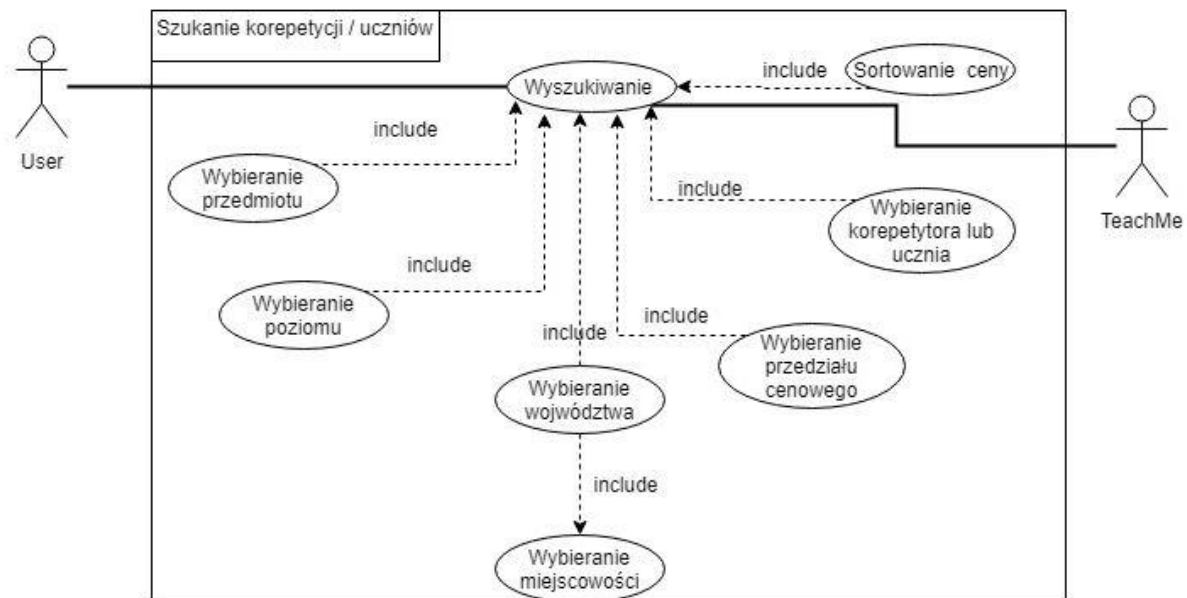 Szukanie korepetycji / uczniów
User
Wyszukiwanie
include
Sortowanie ceny
include
Wybieranie
przedmiotu
include
Wybieranie
korepetytora lub
ucznia
TeachMe
include
Wybieranie
poziomu
include
include
Wybieranie
przedziału
cenowego
Wybieranie
województwa
include
Wybieranie
miejscowości